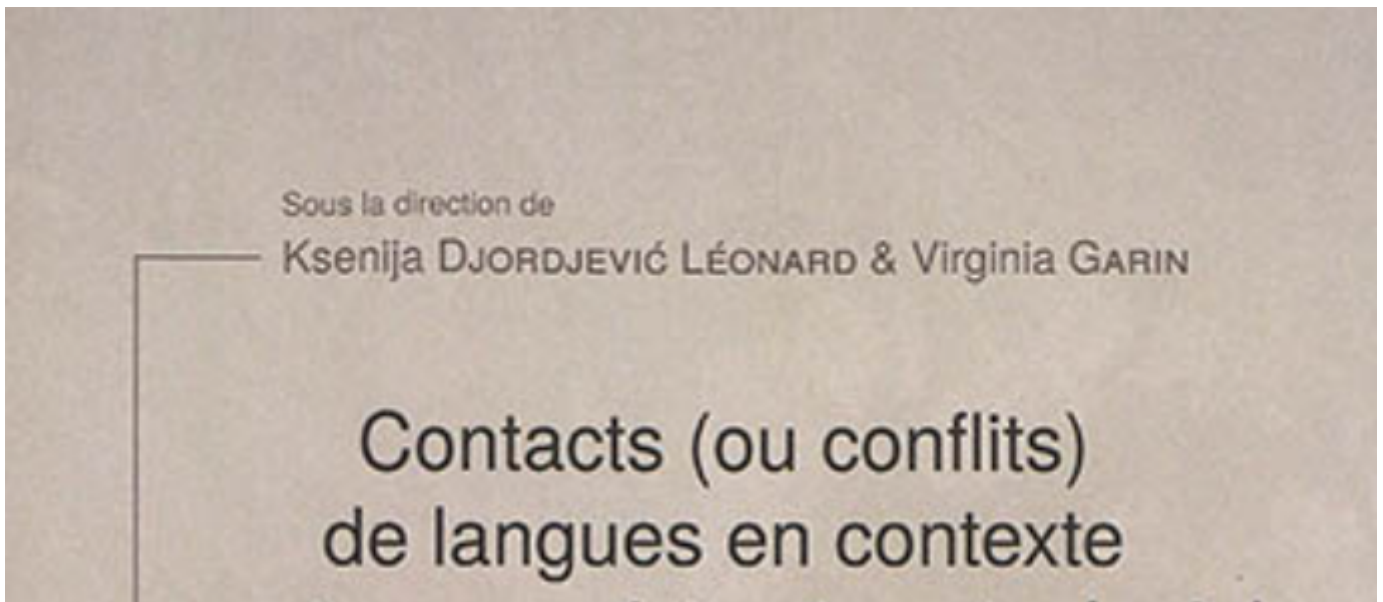 Sous la direction de
Ksenija DJORDJEVIĆ LÉONARD & Virginia GARIN
Contacts (ou conflits)
de langues en contexte